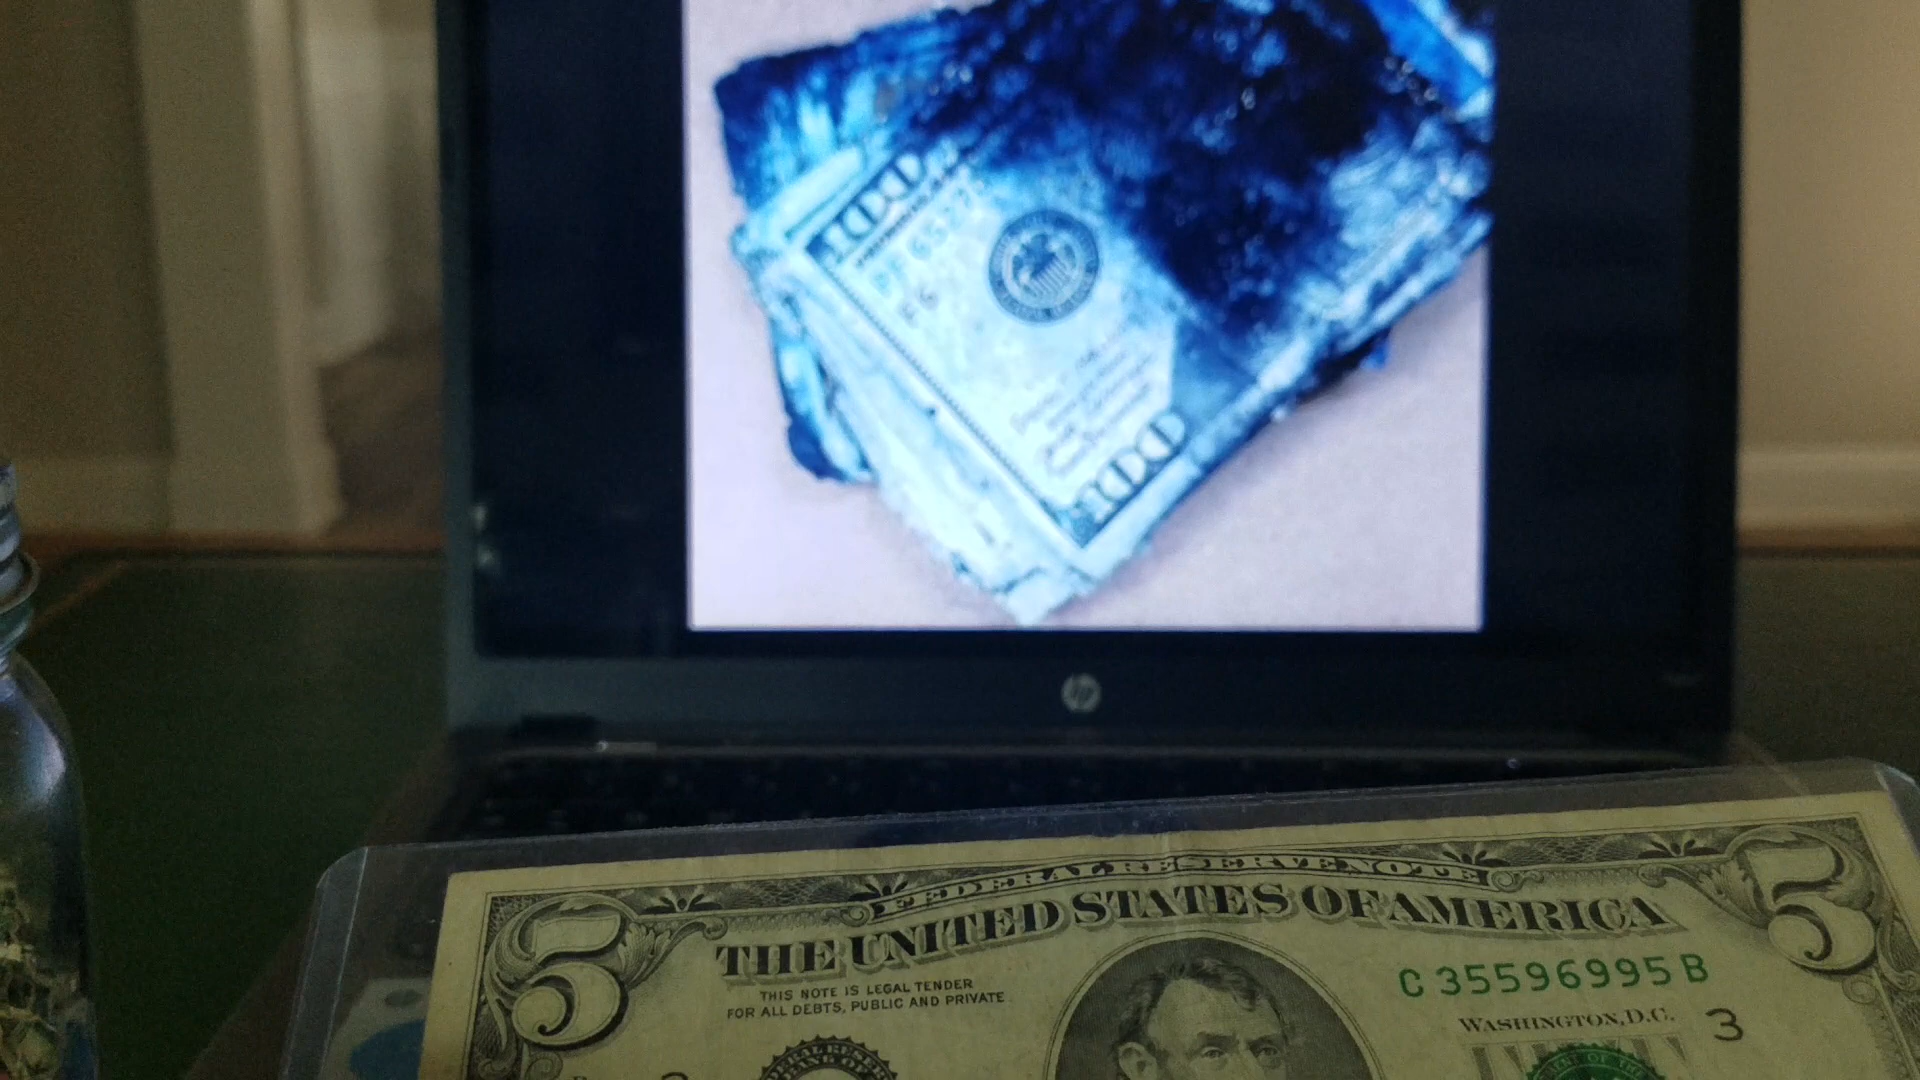 100
100
hp
FEDERAL RESERVE NOTE
THE UNITED STATES OF AMERICA
5
5
THIS NOTE IS LEGAL TENDER
FOR ALL DEBTS, PUBLIC AND PRIVATE
C 35596995 B
WASHINGTON, D.C.
3